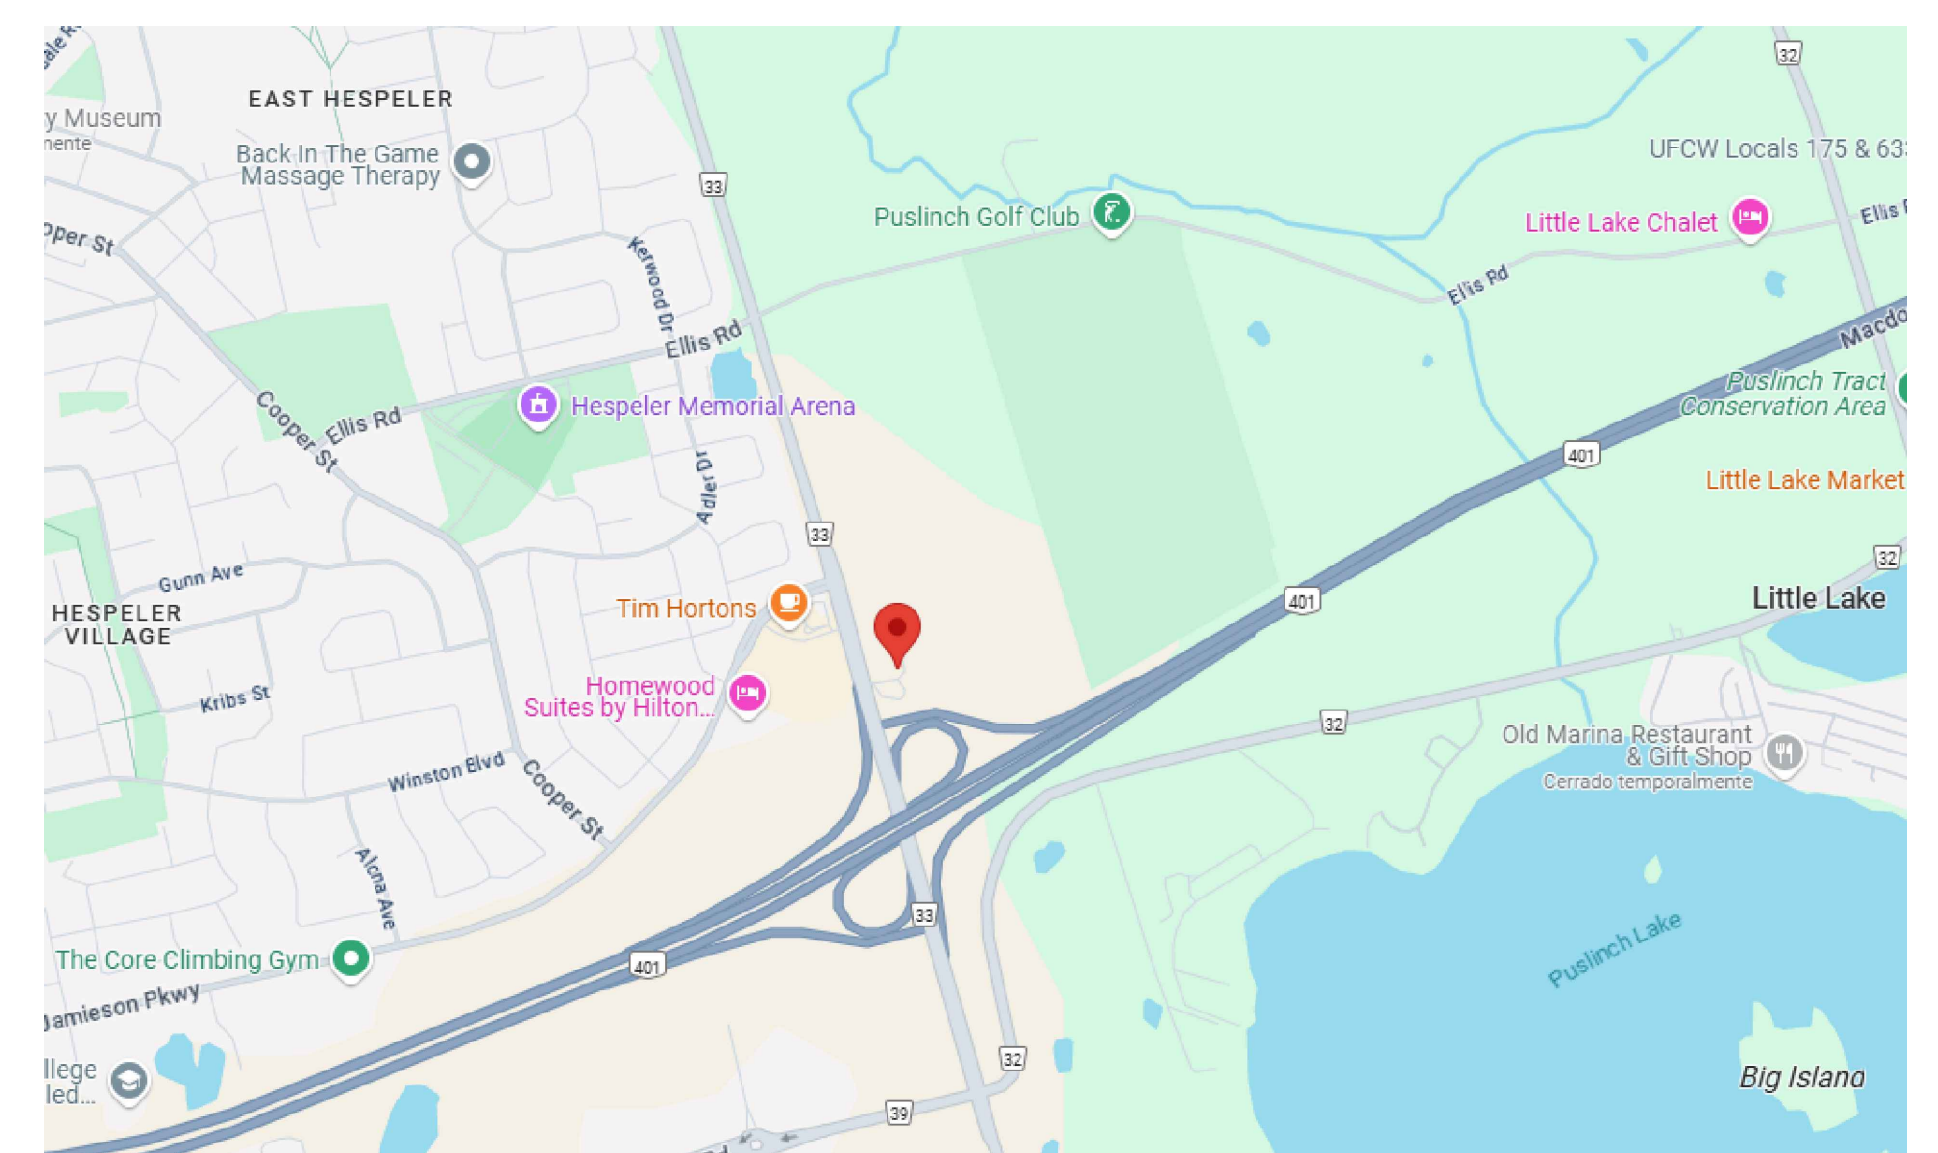 32
EAST HESPELER
y Museum
nente
UFCW Locals 175 & 63
Back In The Game
Massage Therapy
33
Puslinch Golf Club
Little Lake Chalet
Ellis
Cooper St
Kerwood Dr
Ellis Rd
Ellis Rd
Macdo
Puslinch Tract
Conservation Area
Hespeler Memorial Arena
Cooper St
Ellis Rd
401
Little Lake Market
Adler Dr
33
32
Gunn Ave
HESPELER
VILLAGE
Tim Hortons
401
Little Lake
Kribs St
Homewood
Suites by Hilton...
32
Old Marina Restaurant
& Gift Shop
Cerrado temporalmente
Winston Blvd
Cooper St
Alcna Ave
33
Puslinch Lake
The Core Climbing Gym
401
Jamieson Pkwy
32
llege
led...
Big Island
39